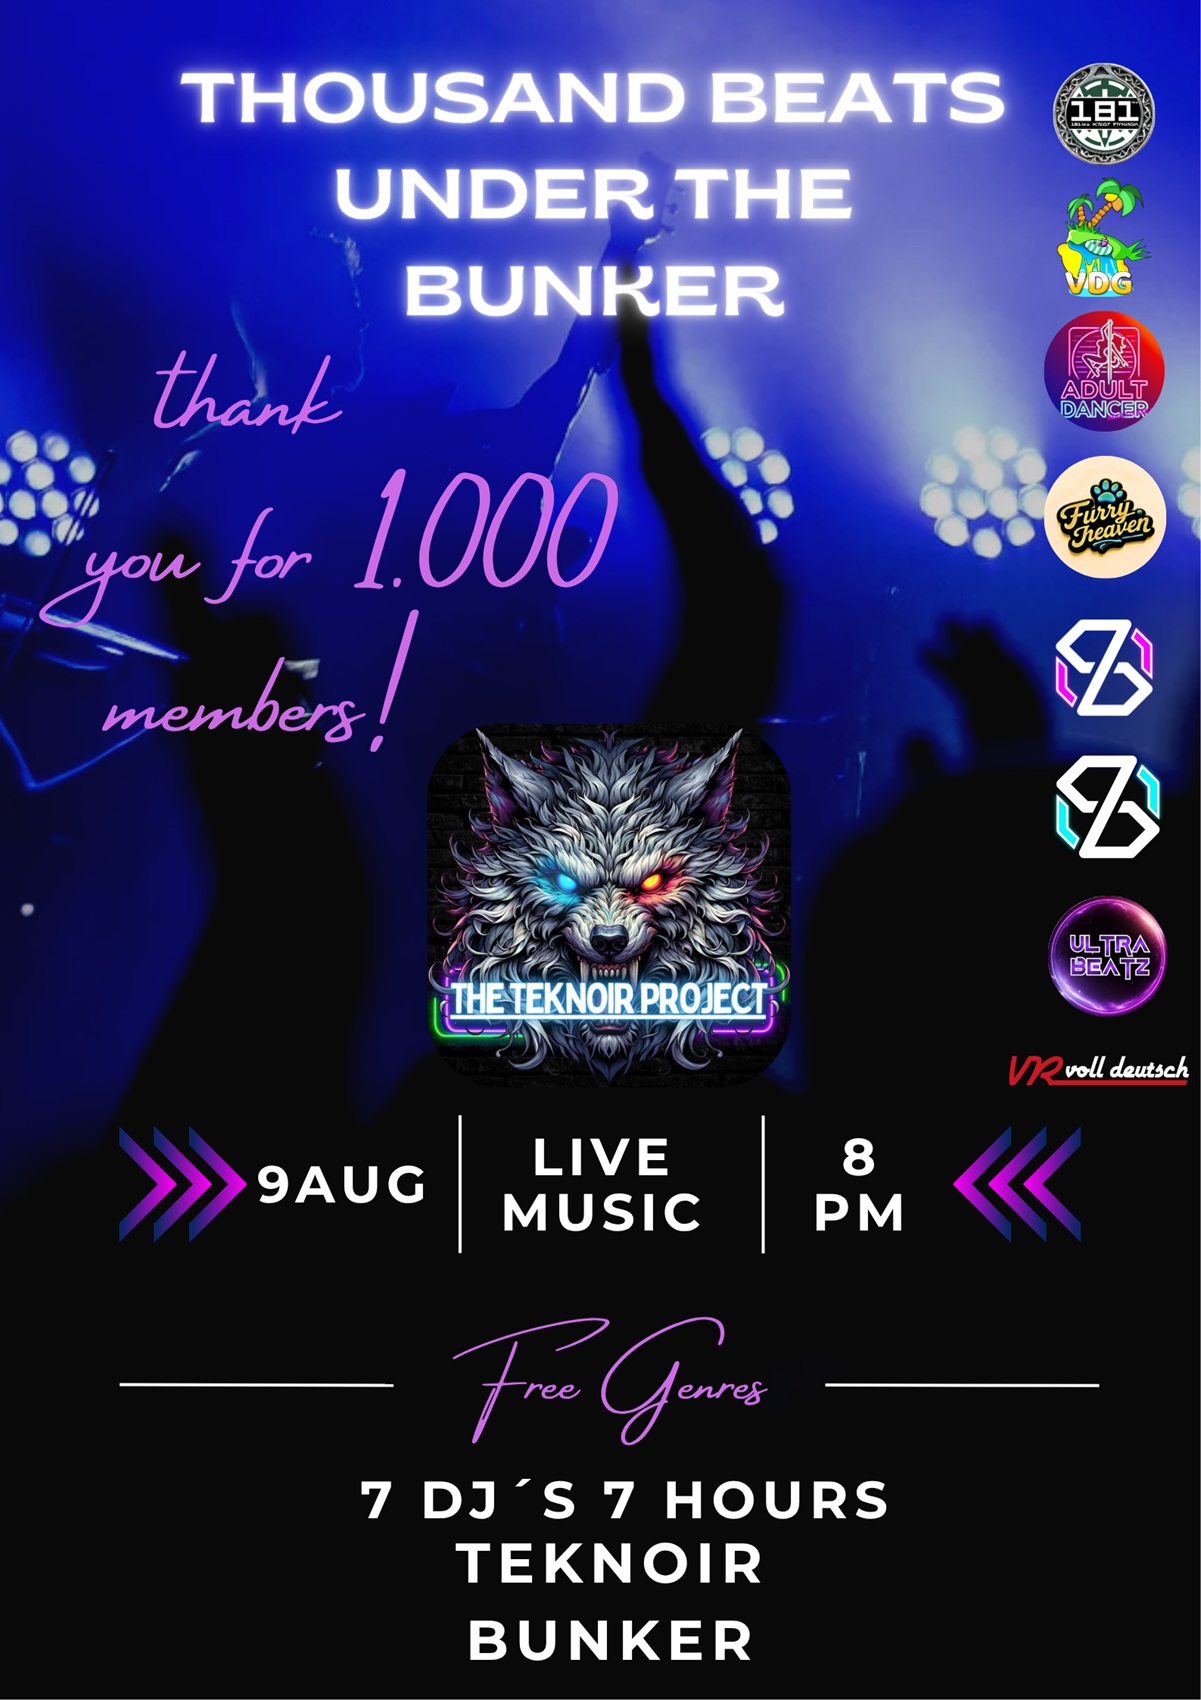 THOUSAND BEATS
UNDER THE
BUNKER
181
VDG
ADULT
DANCER
Furry
heaven
thank
you for 1.000
members!
THE TEKNOIR PROJECT
ULTRA
BEATZ
VR voll deutsch
9AUG
LIVE
MUSIC
8
PM
Free Genres
7 DJ´S 7 HOURS
TEKNOIR
BUNKER